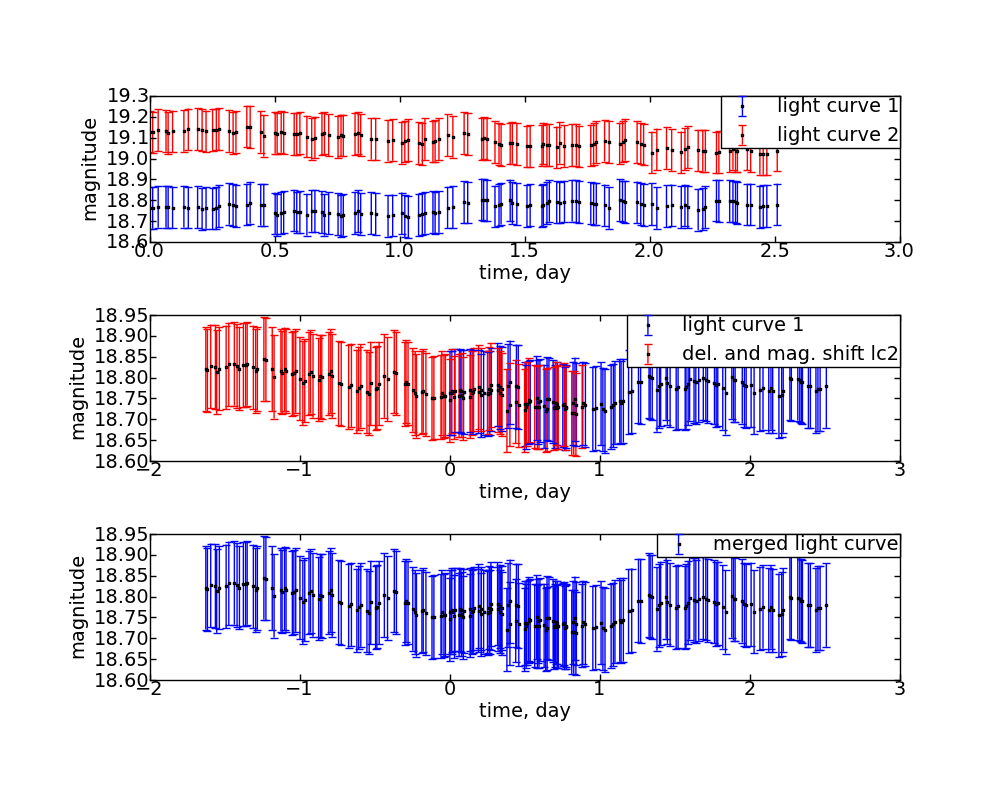 19.3
19.2
19.1
19.0
18.9
18.8
18.7
18.6
magnitude
light curve 1
light curve 2
0.0 0.5 1.0 1.5 2.0 2.5 3.0
time, day
18.95
18.90
18.85
18.80
18.75
18.70
18.65
18.60
magnitude
light curve 1
del. and mag. shift lc2
−2 −1 0 1 2 3
time, day
18.95
18.90
18.85
18.80
18.75
18.70
18.65
18.60
magnitude
merged light curve
−2 −1 0 1 2 3
time, day